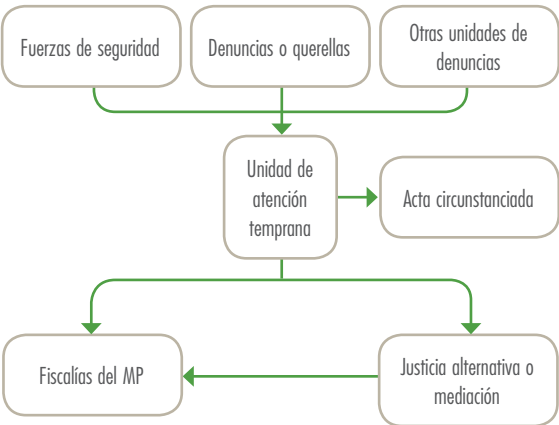 Fuerzas de seguridad
Denuncias o querellas
Otras unidades de
denuncias
Unidad de
atención
temprana
Acta circunstanciada
Fiscalías del MP
Justicia alternativa o
mediación